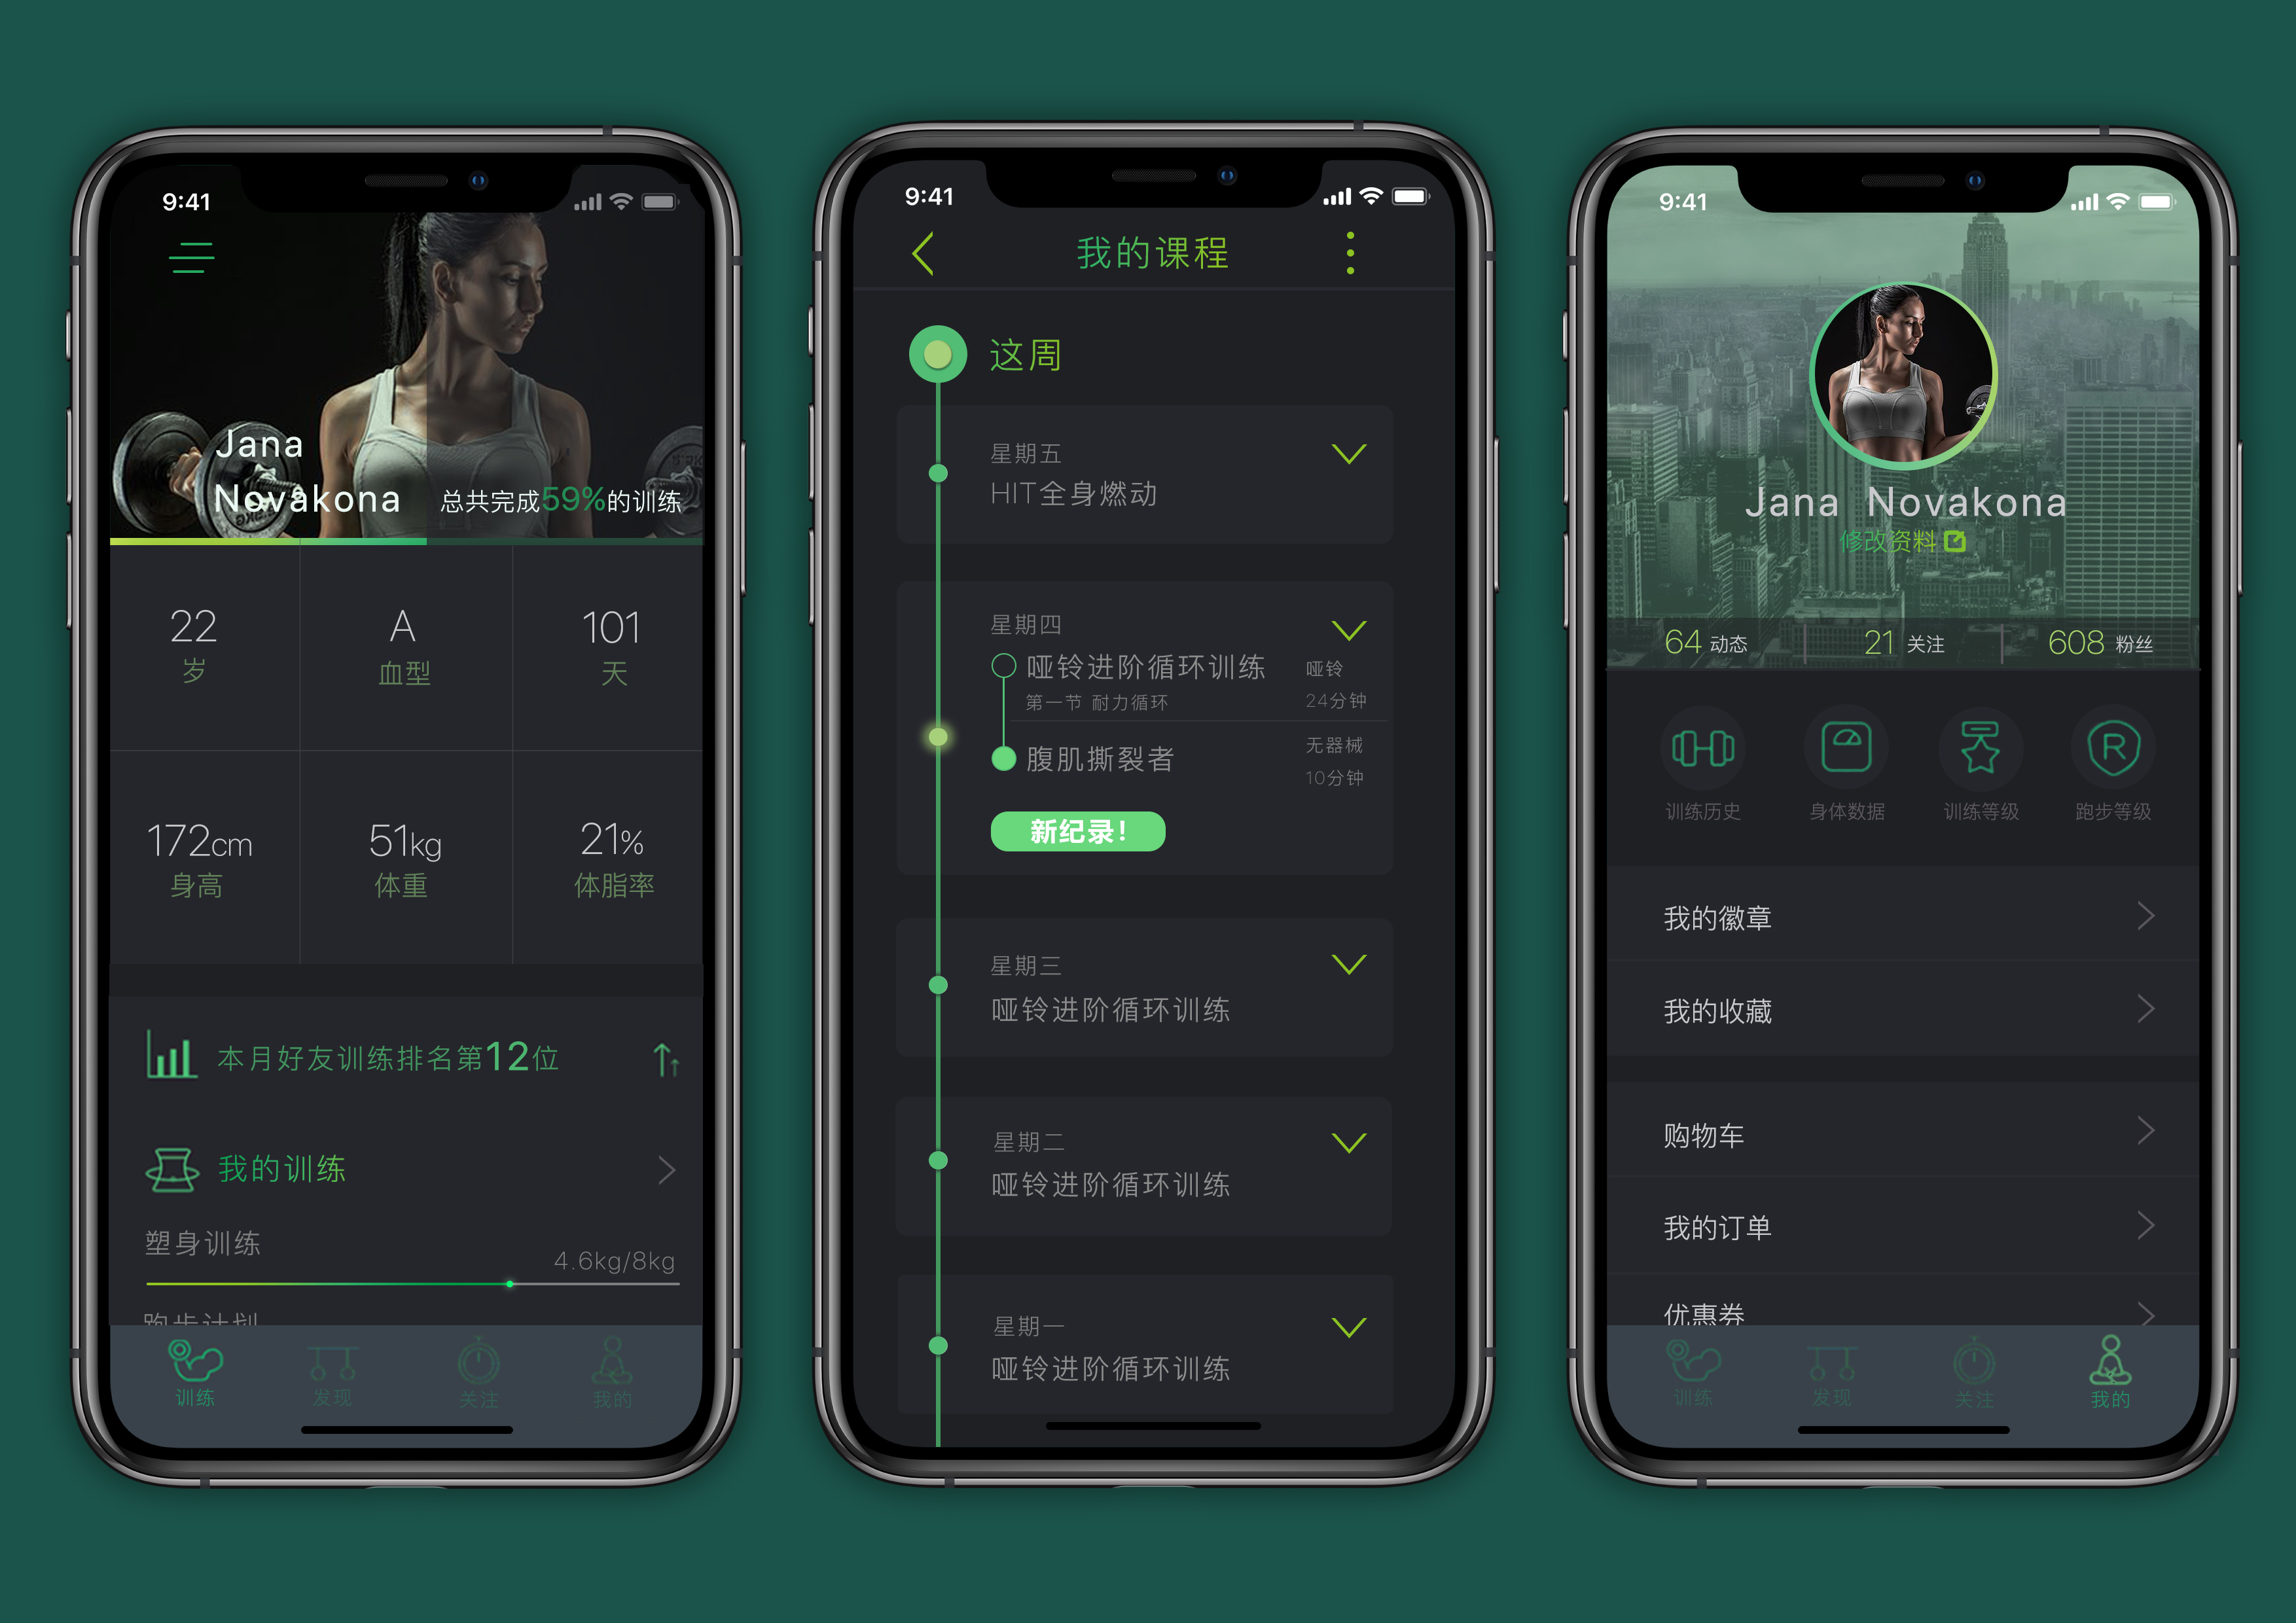 9:41
Jana
Novakona
总共完成59%的训练
22
岁
A
血型
101
天
172cm
身高
51kg
体重
21%
体脂率
本月好友训练排名第12位
我的训练
塑身训练
4.6kg/8kg
跑步计划
训练
发现
关注
我的
9:41
我的课程
这周
星期五
HIT全身燃动
星期四
哑铃进阶循环训练
哑铃
第一节 耐力循环
24分钟
腹肌撕裂者
无器械
10分钟
新纪录!
星期三
哑铃进阶循环训练
星期二
哑铃进阶循环训练
星期一
哑铃进阶循环训练
9:41
Jana Novakona
修改资料
64 动态
21 关注
608 粉丝
R
训练历史
身体数据
训练等级
跑步等级
我的徽章
我的收藏
购物车
我的订单
优惠券
训练
发现
关注
我的